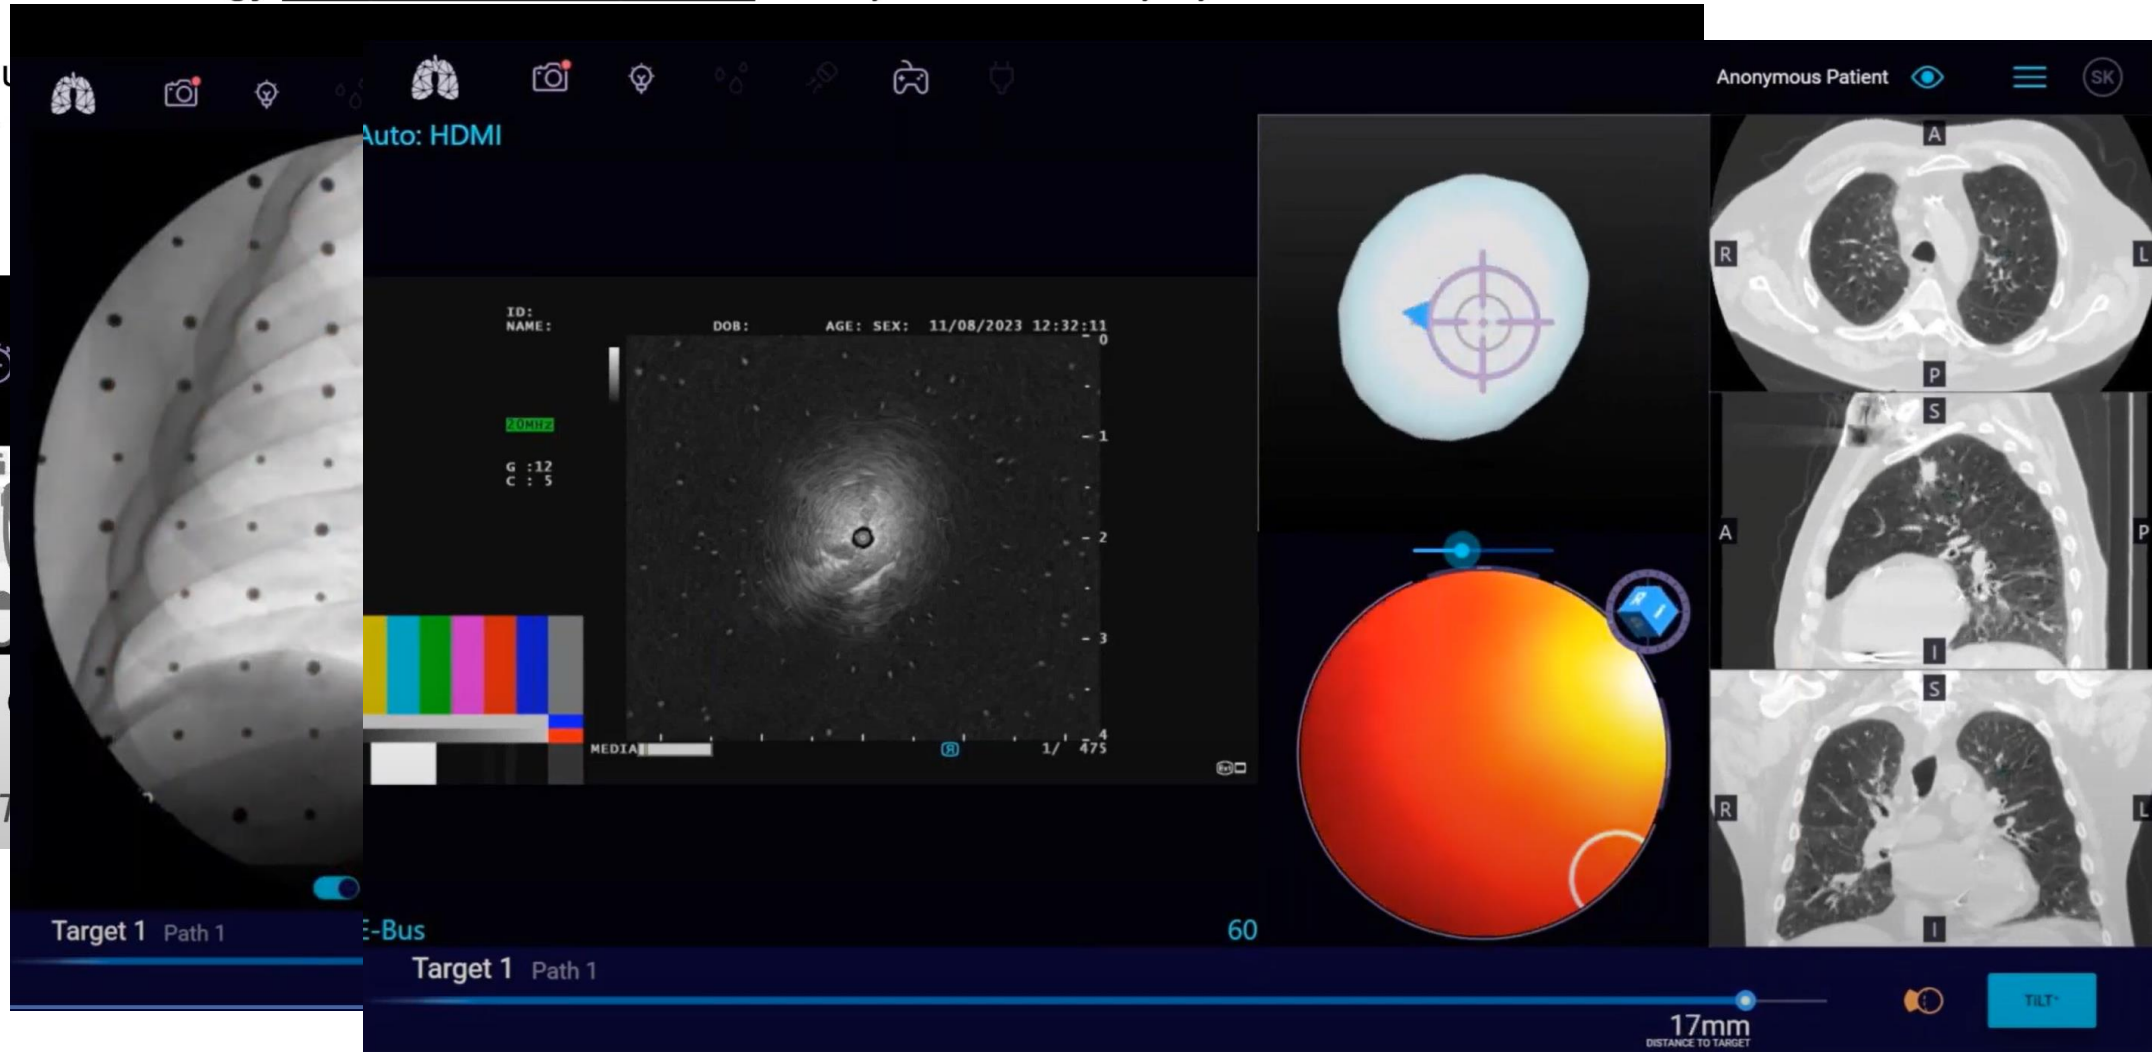 Anonymous Patient
SK
Auto: HDMI
A
R
L
P
ID:
NAME:
DOB:
AGE: SEX: 11/08/2023 12:32:11
0
20MHz
1
G :12
C : 5
2
3
4
MEDIA
1/ 475
S
A
P
I
S
R
L
I
E-Bus
60
Target 1 Path 1
Target 1 Path 1
17mm
DISTANCE TO TARGET
TiLT